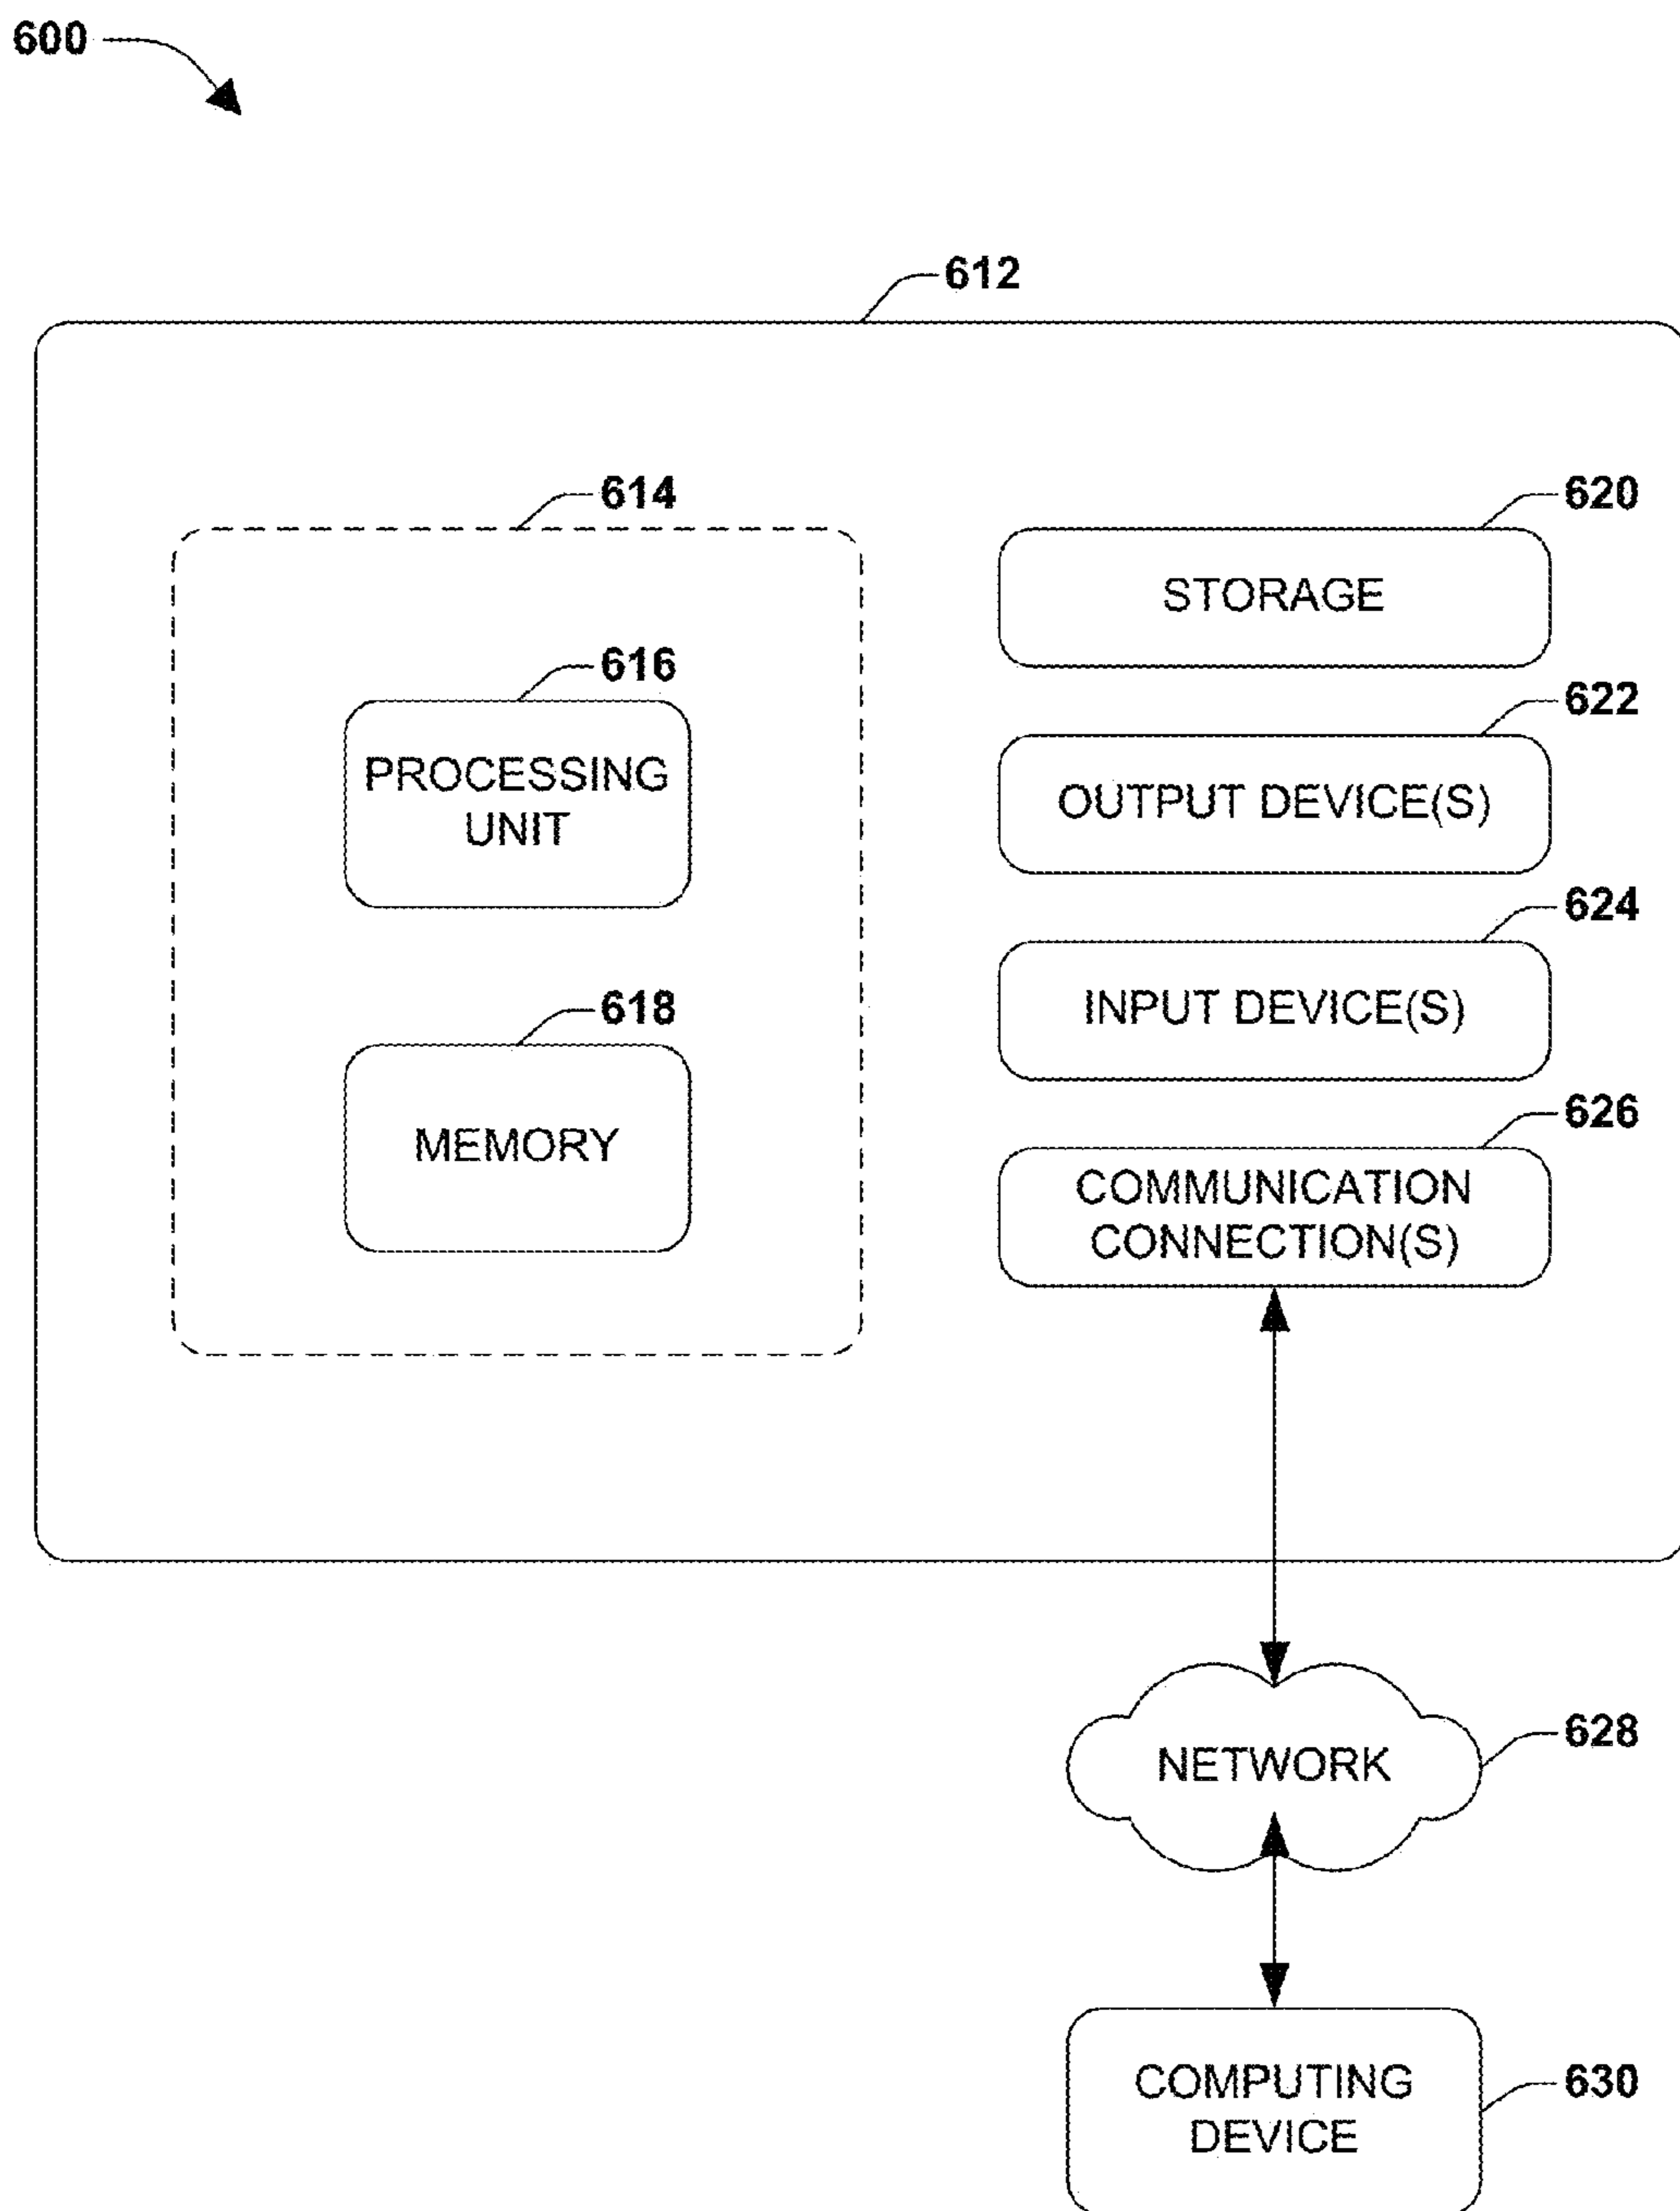 600
612
614
620
STORAGE
616
622
PROCESSING
UNIT
OUTPUT DEVICE(S)
624
618
INPUT DEVICE(S)
MEMORY
626
COMMUNICATION
CONNECTION(S)
628
NETWORK
630
COMPUTING
DEVICE